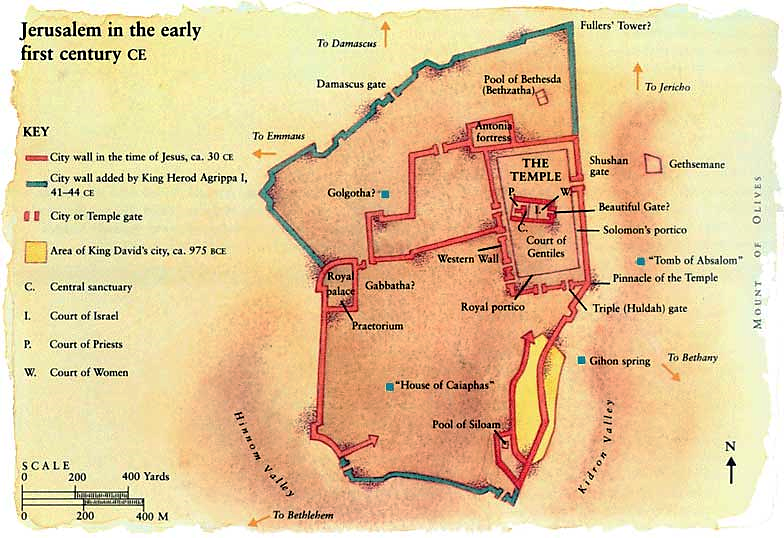 Jerusalem in the early
first century CE
KEY
City wall in the time of Jesus, ca. 30 CE
City wall added by King Herod Agrippa I,
41–44 CE
City or Temple gate
Area of King David's city, ca. 975 BCE
C. Central sanctuary
I. Court of Israel
P. Court of Priests
W. Court of Women
SCALE
0 200 400 Yards
0 200 400 M
To Damascus
Fullers' Tower?
Damascus gate
Pool of Bethesda
(Bethzatha)
To Jericho
To Emmaus
Antonia
fortress
THE
TEMPLE
Shushan
gate
Gethsemane
Golgotha?
P.
W.
I.
C.
Beautiful Gate?
Court of
Gentiles
Solomon's portico
Western Wall
"Tomb of Absalom"
Pinnacle of the Temple
Royal
palace
Gabbatha?
Royal portico
Triple (Huldah) gate
Praetorium
MOUNT OF OLIVES
Gihon spring
To Bethany
"House of Caiaphas"
Pool of Siloam
Hinnom Valley
Kidron Valley
N
To Bethlehem